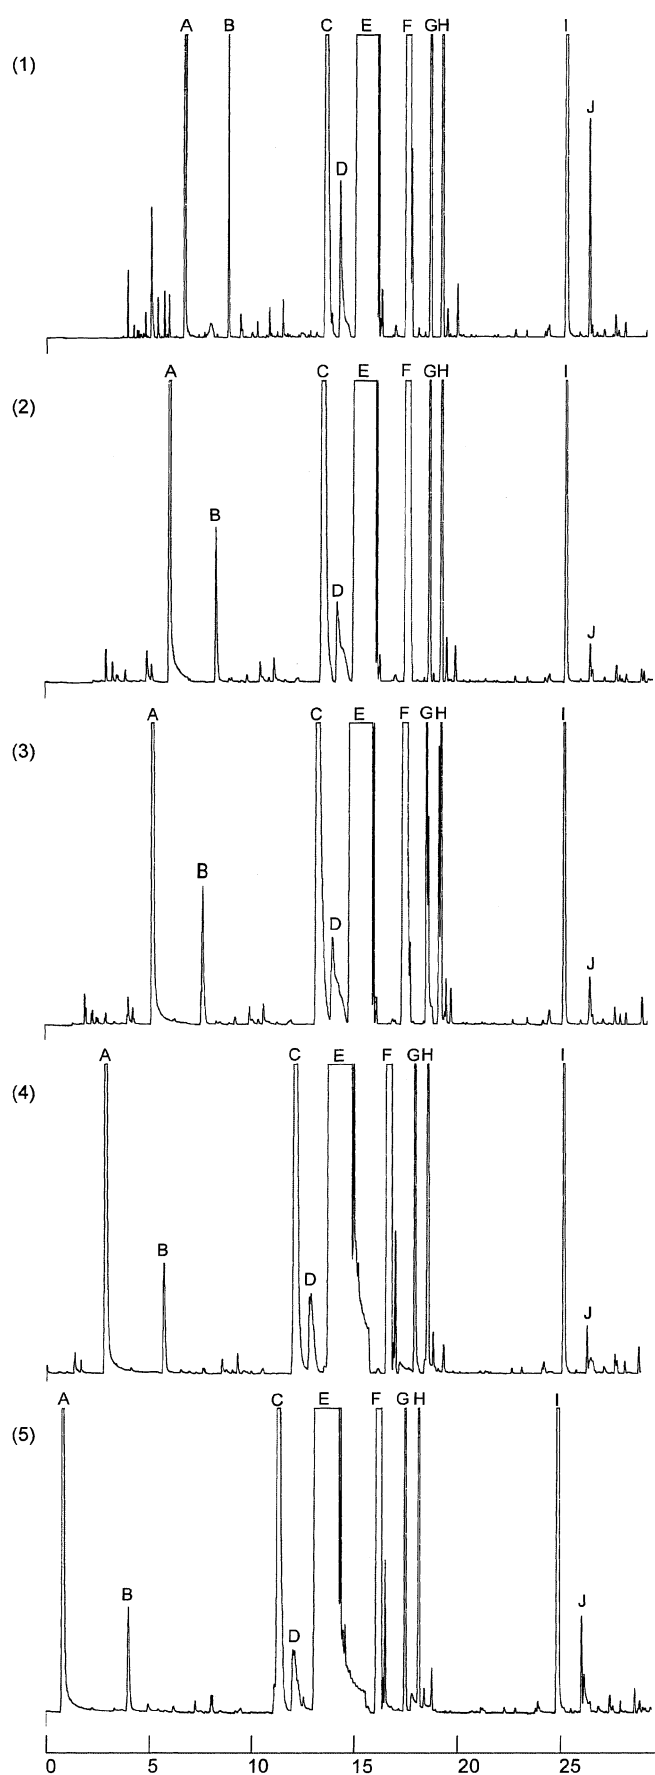 A B C D E F G H I J
(1)
A B C D E F G H I J
(2)
A B C D E F G H I J
(3)
A B C D E F G H I J
(4)
A B C D E F G H I J
(5)
0 5 10 15 20 25